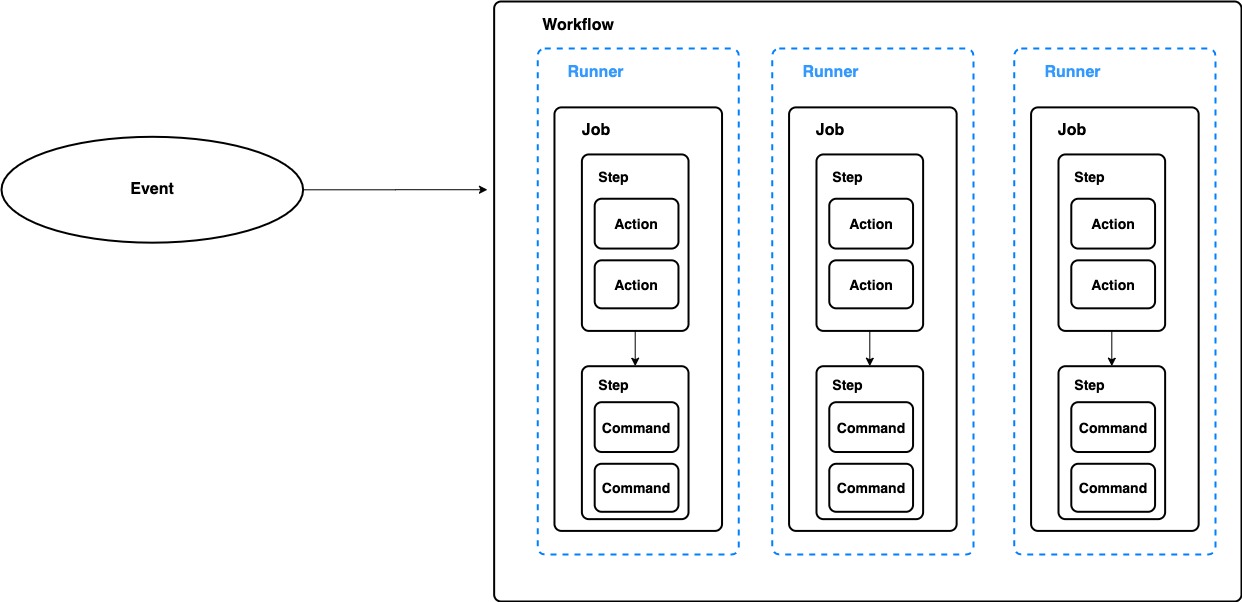 Workflow
Event
Runner
Job
Step
Action
Action
Step
Command
Command
Runner
Job
Step
Action
Action
Step
Command
Command
Runner
Job
Step
Action
Action
Step
Command
Command